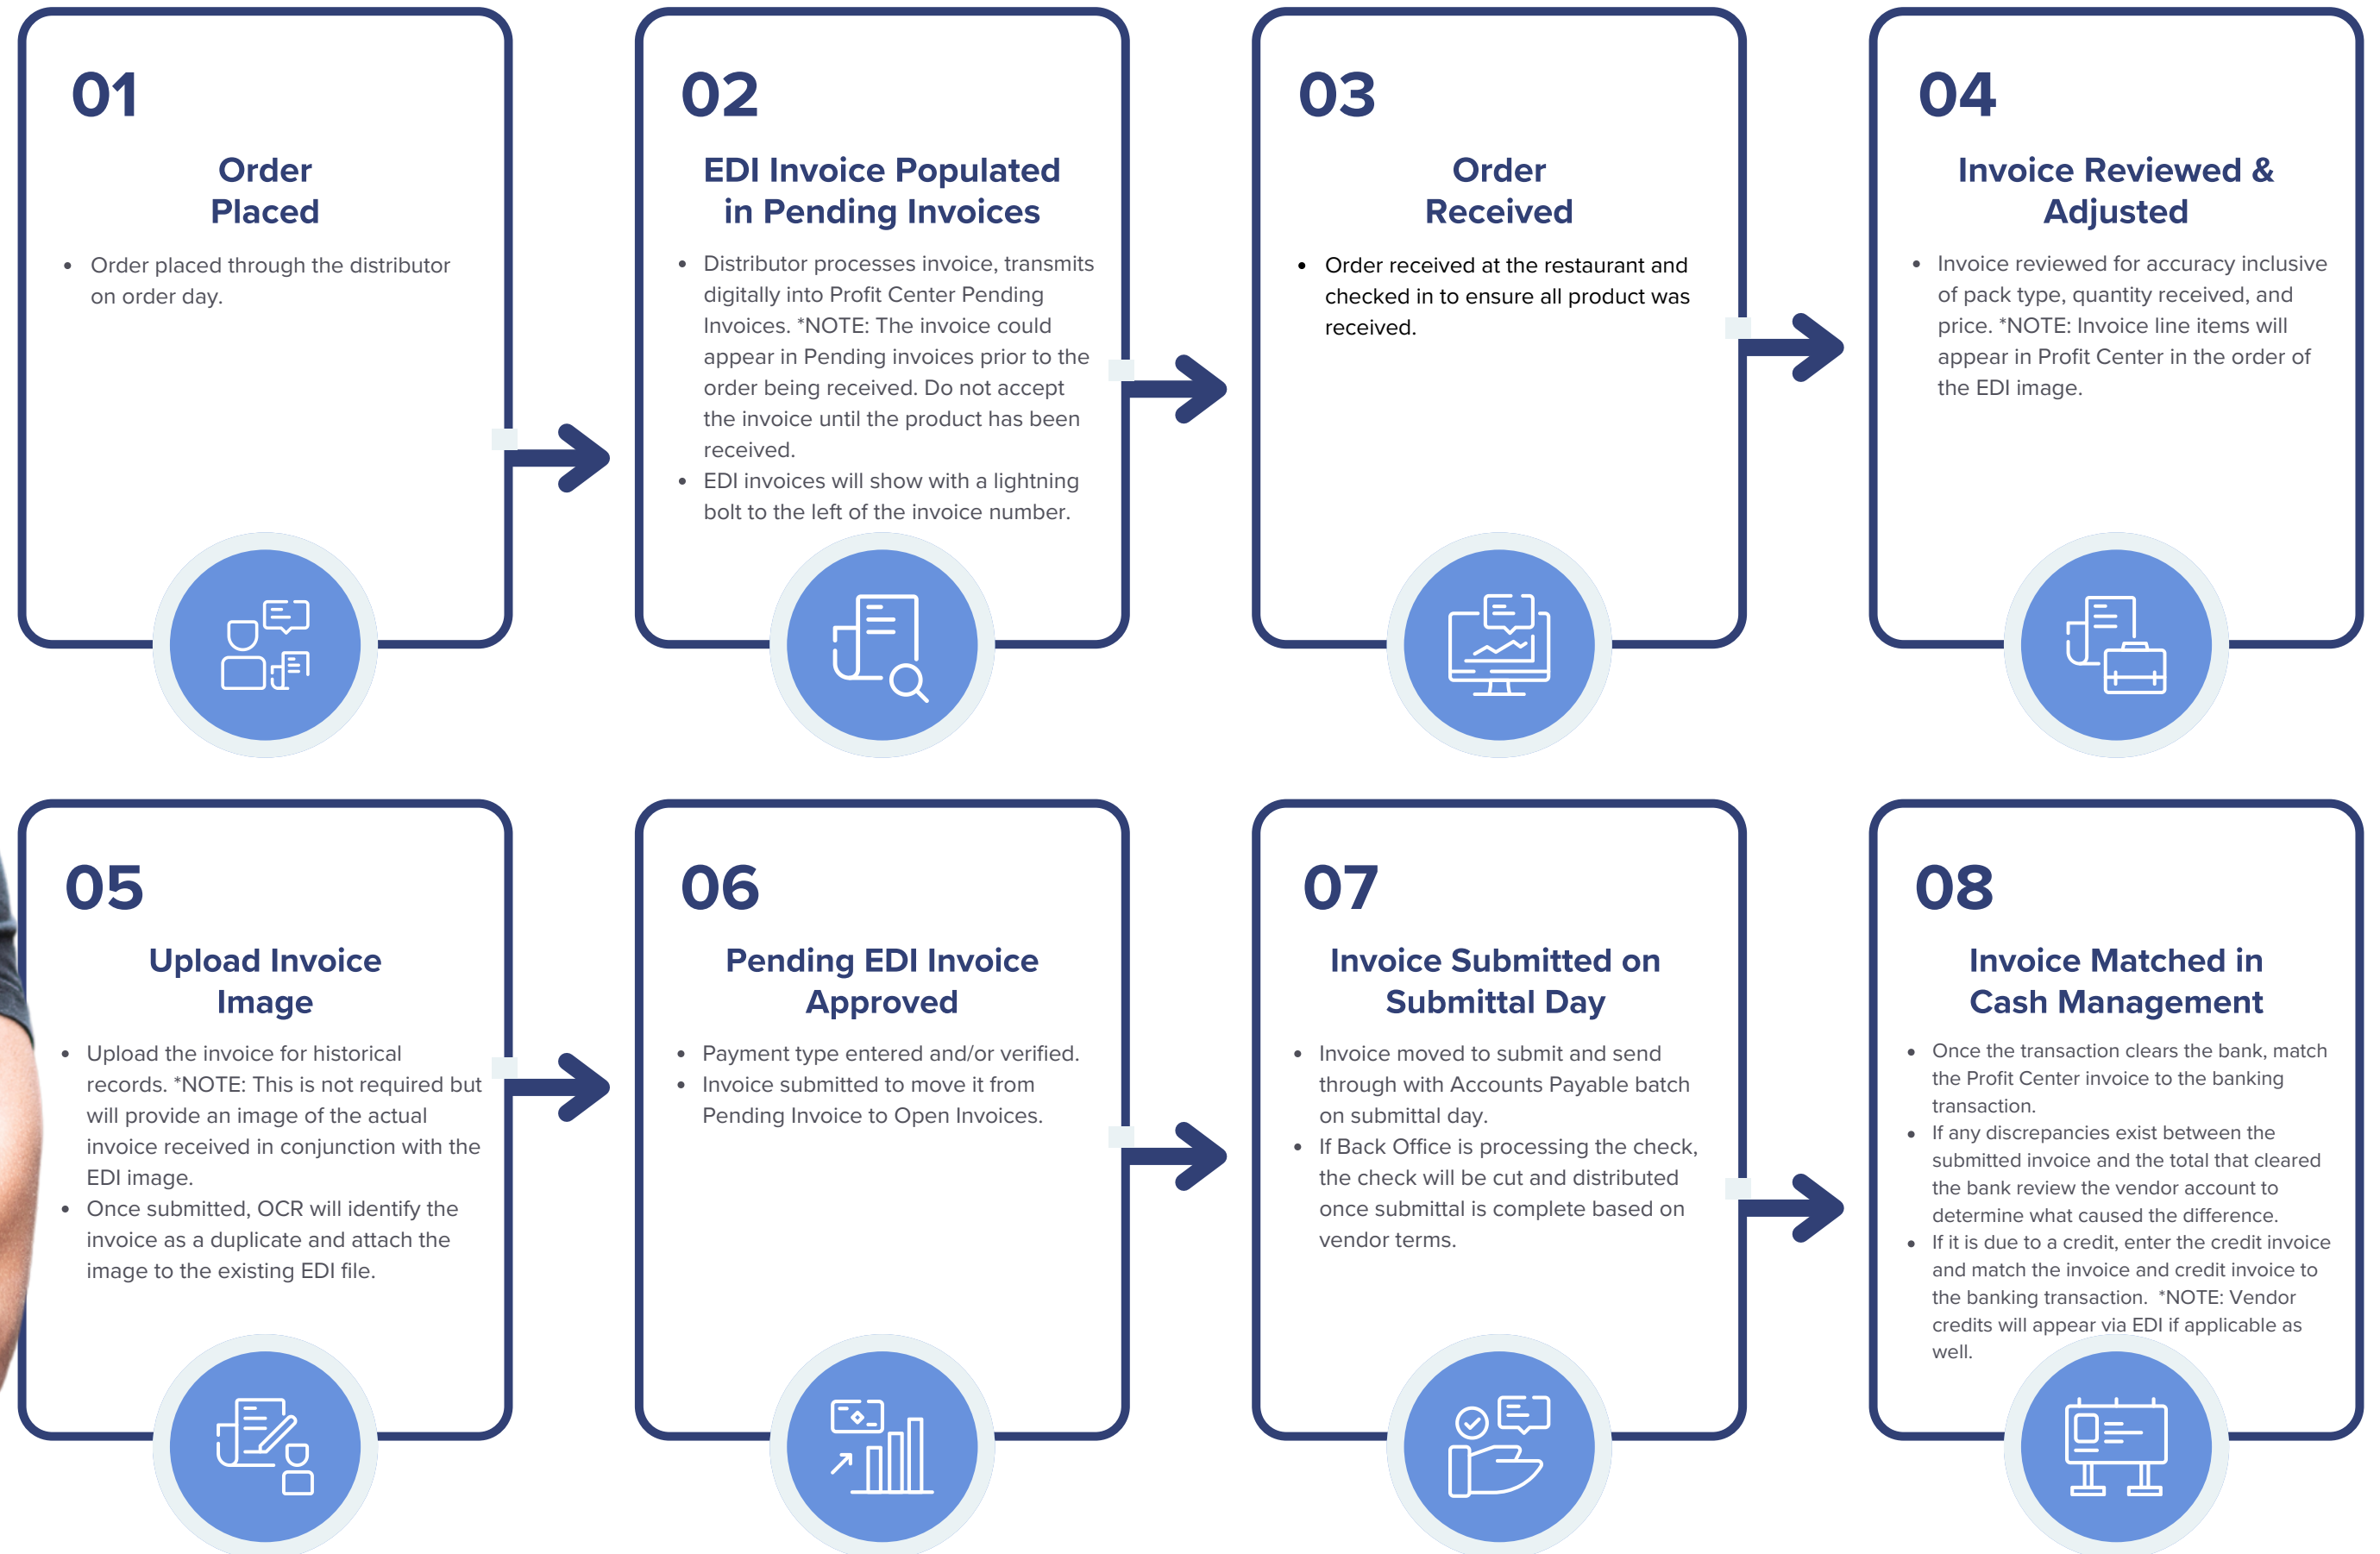 01
Order
Placed
• Order placed through the distributor
on order day.
02
EDI Invoice Populated
in Pending Invoices
• Distributor processes invoice, transmits
digitally into Profit Center Pending
Invoices. *NOTE: The invoice could
appear in Pending invoices prior to the
order being received. Do not accept
the invoice until the product has been
received.
• EDI invoices will show with a lightning
bolt to the left of the invoice number.
03
Order
Received
• Order received at the restaurant and
checked in to ensure all product was
received.
04
Invoice Reviewed &
Adjusted
• Invoice reviewed for accuracy inclusive
of pack type, quantity received, and
price. *NOTE: Invoice line items will
appear in Profit Center in the order of
the EDI image.
05
Upload Invoice
Image
• Upload the invoice for historical
records. *NOTE: This is not required but
will provide an image of the actual
invoice received in conjunction with the
EDI image.
• Once submitted, OCR will identify the
invoice as a duplicate and attach the
image to the existing EDI file.
06
Pending EDI Invoice
Approved
• Payment type entered and/or verified.
• Invoice submitted to move it from
Pending Invoice to Open Invoices.
07
Invoice Submitted on
Submittal Day
• Invoice moved to submit and send
through with Accounts Payable batch
on submittal day.
• If Back Office is processing the check,
the check will be cut and distributed
once submittal is complete based on
vendor terms.
08
Invoice Matched in
Cash Management
• Once the transaction clears the bank, match
the Profit Center invoice to the banking
transaction.
• If any discrepancies exist between the
submitted invoice and the total that cleared
the bank review the vendor account to
determine what caused the difference.
• If it is due to a credit, enter the credit invoice
and match the invoice and credit invoice to
the banking transaction. *NOTE: Vendor
credits will appear via EDI if applicable as
well.